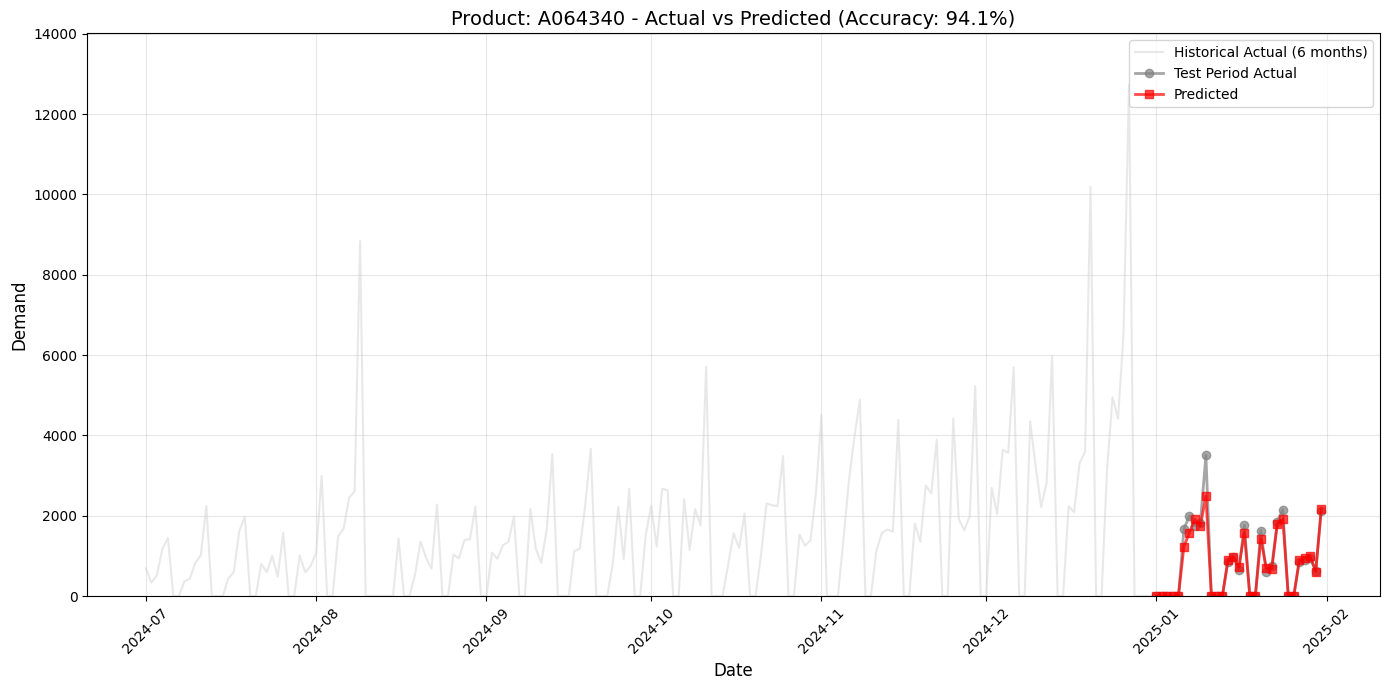 Product: A064340 - Actual vs Predicted (Accuracy: 94.1%)
Historical Actual (6 months)
Test Period Actual
Predicted
Demand
14000
12000
10000
8000
6000
4000
2000
0
2024-07
2024-08
2024-09
2024-10
2024-11
2024-12
2025-01
2025-02
Date